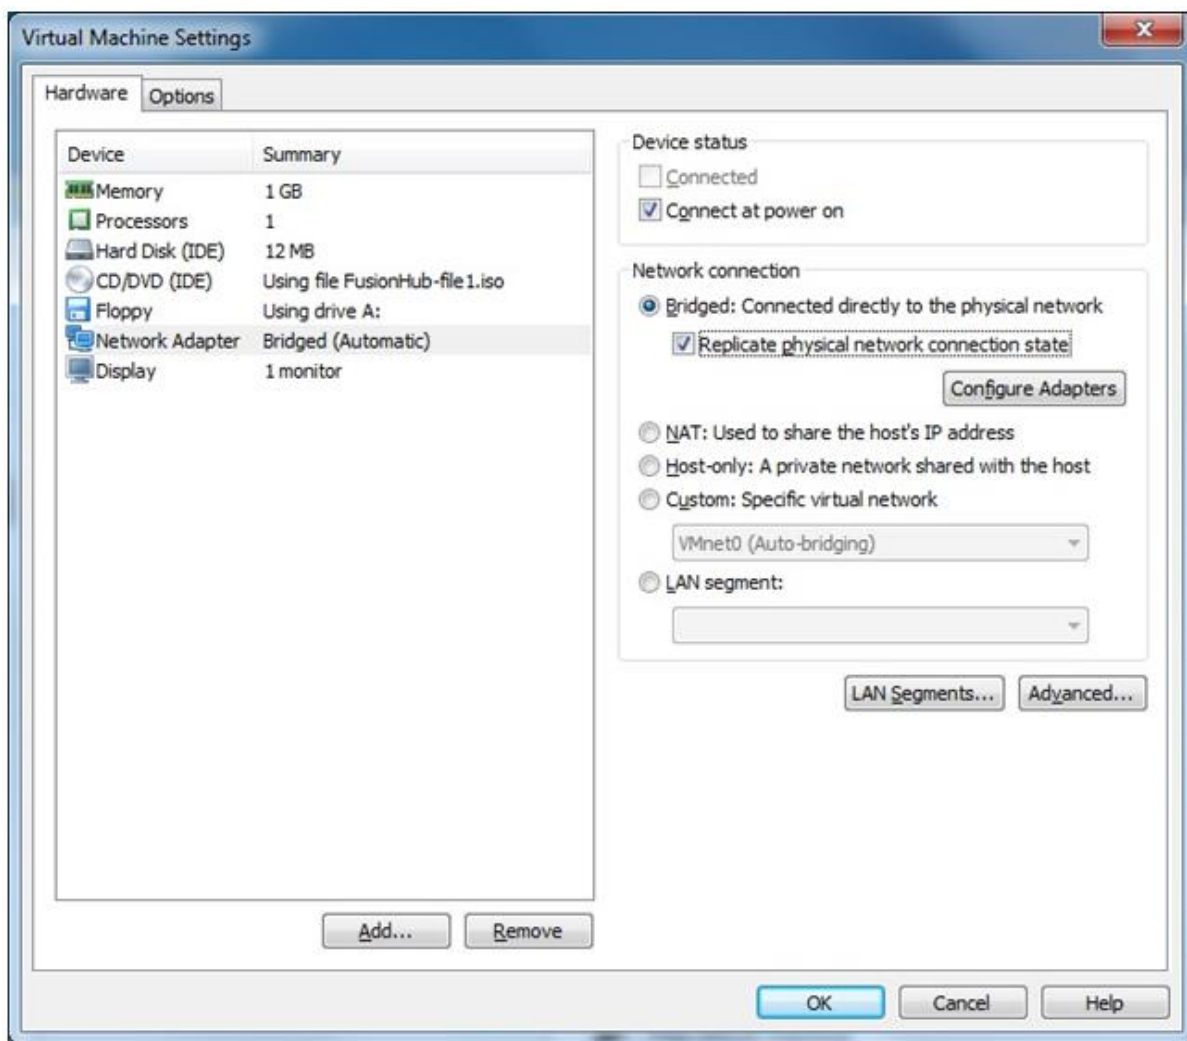 Virtual Machine Settings
Hardware Options
Device Summary
Memory 1 GB
Processors 1
Hard Disk (IDE) 12 MB
CD/DVD (IDE) Using file FusionHub-file1.iso
Floppy Using drive A:
Network Adapter Bridged (Automatic)
Display 1 monitor
Add... Remove
Device status
Connected
Connect at power on
Network connection
Bridged: Connected directly to the physical network
Replicate physical network connection state
Configure Adapters
NAT: Used to share the host's IP address
Host-only: A private network shared with the host
Custom: Specific virtual network
VMnet0 (Auto-bridging)
LAN segment:
LAN Segments... Advanced...
OK Cancel Help